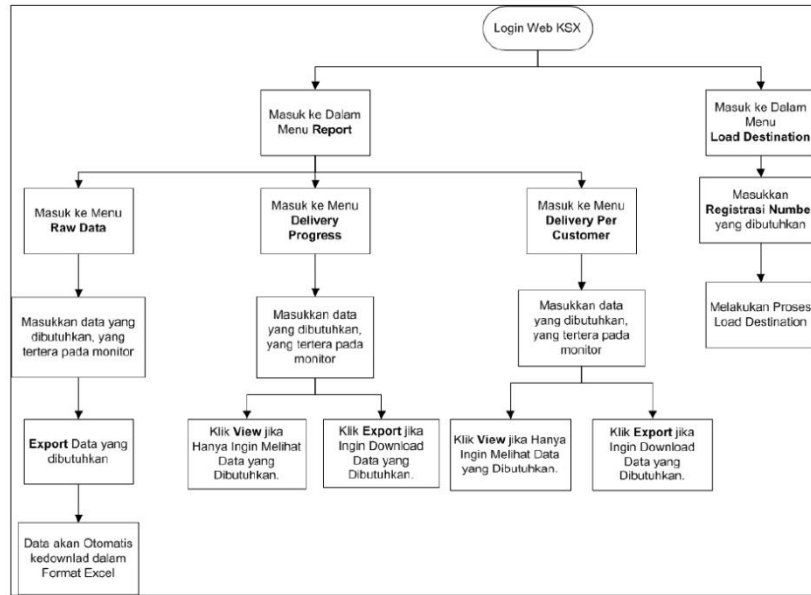 Login Web KSX
Masuk ke Dalam
Menu Report
Masuk ke Dalam
Menu
Load Destination
Masuk ke Menu
Raw Data
Masuk ke Menu
Delivery
Progress
Masuk ke Menu
Delivery Per
Customer
Masukkan
Registrasi Number
yang dibutuhkan
Masukkan data yang
dibutuhkan, yang
tertera pada monitor
Masukkan data
yang dibutuhkan,
yang tertera pada
monitor
Masukkan data
yang dibutuhkan,
yang tertera pada
monitor
Melakukan Proses
Load Destination
Export Data yang
dibutuhkan
Klik View jika
Hanya Ingin Melihat
Data yang
Dibutuhkan.
Klik Export jika
Ingin Download
Data yang
Dibutuhkan.
Klik View jika Hanya
Ingin Melihat Data
yang Dibutuhkan.
Klik Export jika
Ingin Download
Data yang
Dibutuhkan.
Data akan Otomatis
kedownlad dalam
Format Excel